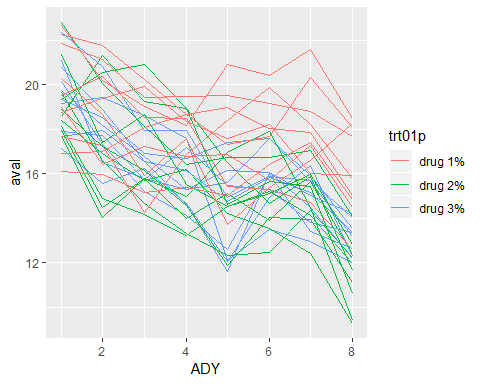 20
16
12
aval
2
4
6
8
ADY
trt01p
drug 1%
drug 2%
drug 3%